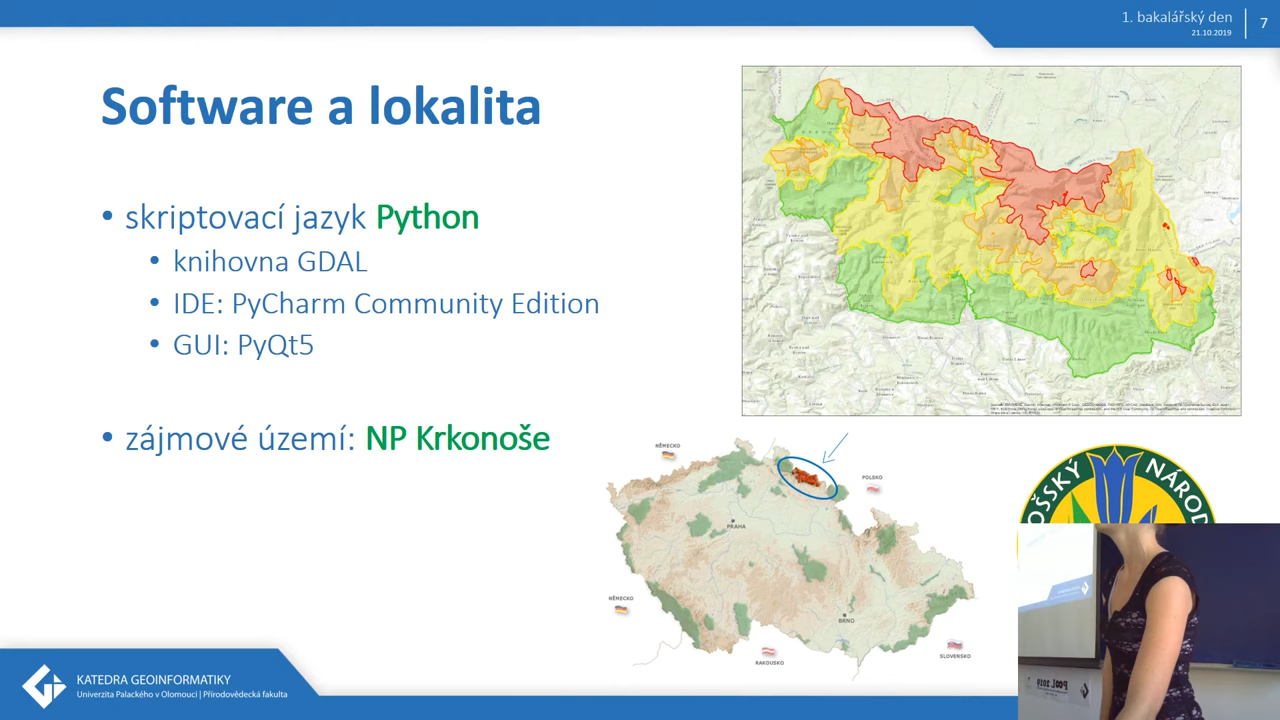 1. bakalářský den
21.10.2019
7
Software a lokalita
• skriptovací jazyk Python
• knihovna GDAL
• IDE: PyCharm Community Edition
• GUI: PyQt5
• zájmové území: NP Krkonoše
NĚMECKO
POLSKO
PRAHA
NĚMECKO
BRNO
RAKOUSKO
SLOVENSKO
OŠSKÝ NÁROD
KATEDRA GEOINFORMATIKY
Univerzita Palackého v Olomouci | Přírodovědecká fakulta